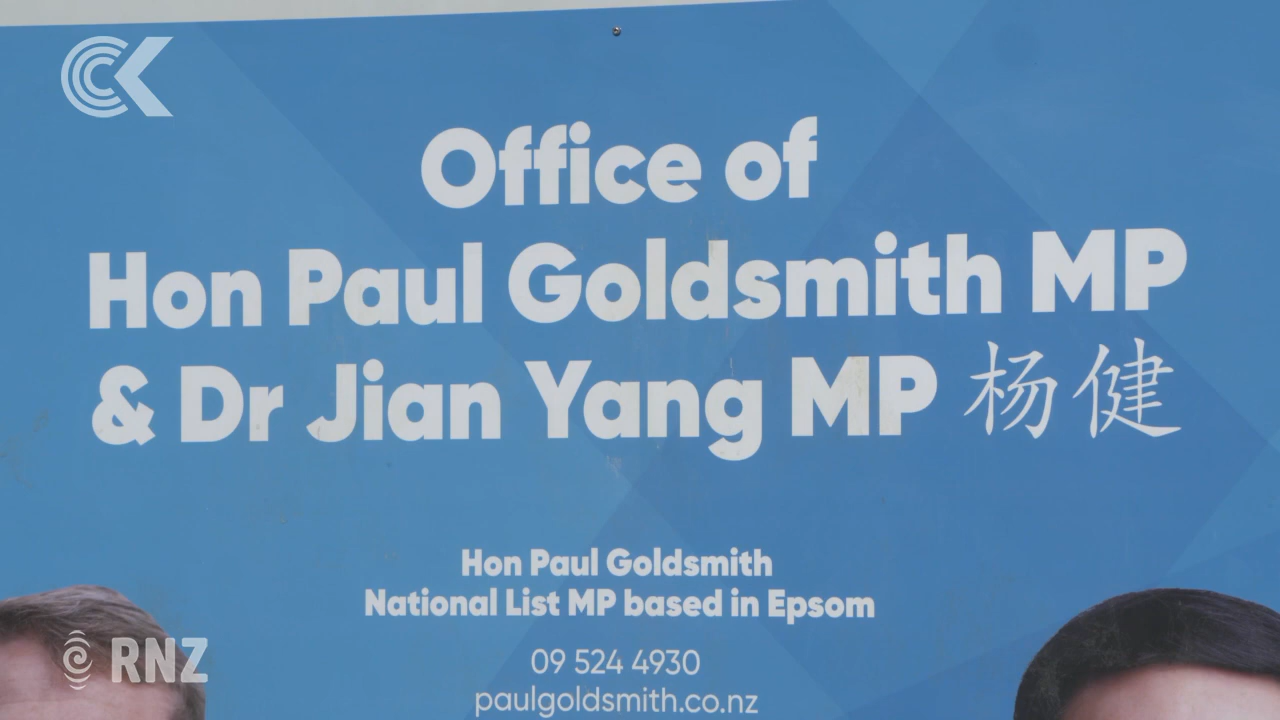 Office of
Hon Paul Goldsmith MP
& Dr Jian Yang MP 杨健
Hon Paul Goldsmith
National List MP based in Epsom
09 524 4930
paulgoldsmith.co.nz
RNZ